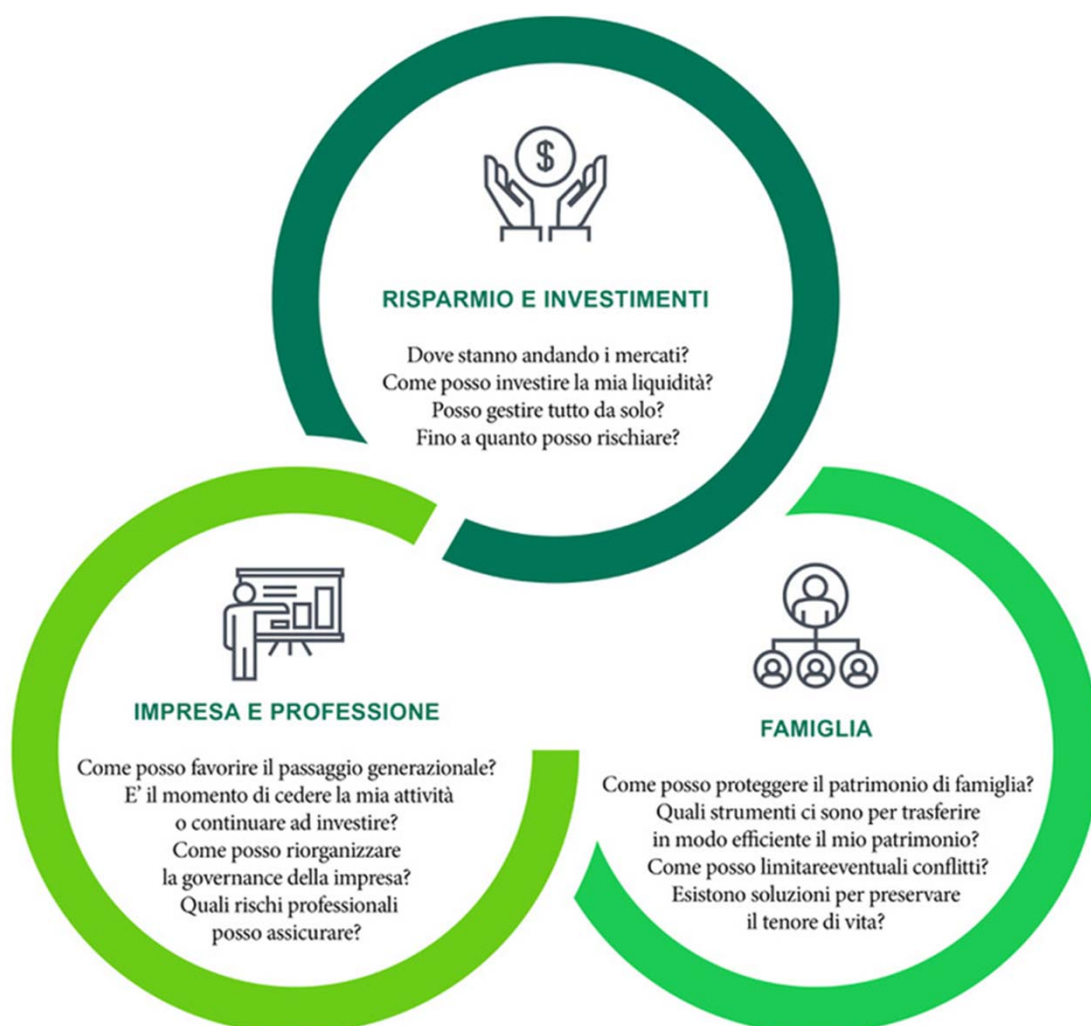 $
RISPARMIO E INVESTIMENTI
Dove stanno andando i mercati?
Come posso investire la mia liquidità?
Posso gestire tutto da solo?
Fino a quanto posso rischiare?
IMPRESA E PROFESSIONE
Come posso favorire il passaggio generazionale?
E' il momento di cedere la mia attività
o continuare ad investire?
Come posso riorganizzare
la governance della impresa?
Quali rischi professionali
posso assicurare?
FAMIGLIA
Come posso proteggere il patrimonio di famiglia?
Quali strumenti ci sono per trasferire
in modo efficiente il mio patrimonio?
Come posso limitareeventuali conflitti?
Esistono soluzioni per preservare
il tenore di vita?